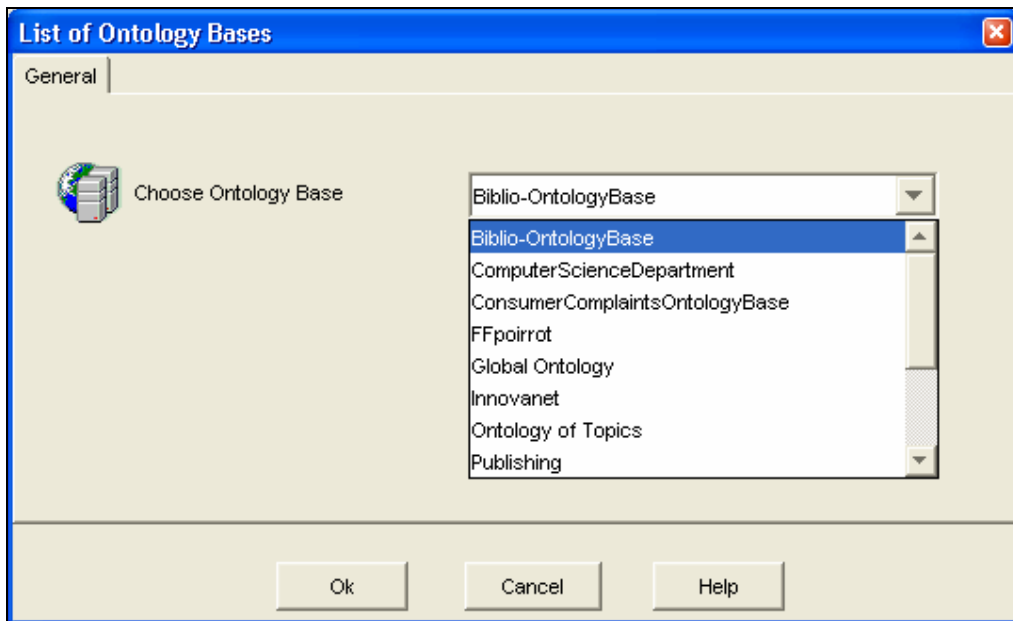 List of Ontology Bases
General
Choose Ontology Base
Biblio-OntologyBase
Biblio-OntologyBase
ComputerScienceDepartment
ConsumerComplaintsOntologyBase
FFpoirrot
Global Ontology
Innovanet
Ontology of Topics
Publishing
Ok Cancel Help